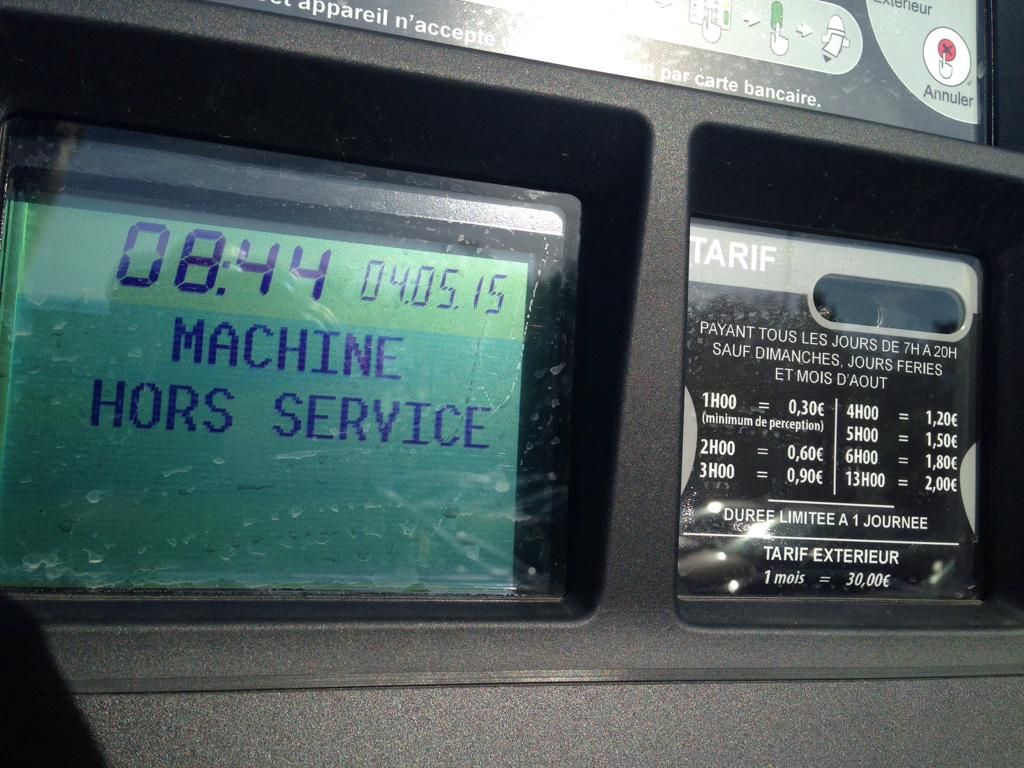 et appareil n'accepte
par carte bancaire.
Extérieur
Annuler
08:44 04.05.15
MACHINE
HORS SERVICE
TARIF
PAYANT TOUS LES JOURS DE 7H A 20H
SAUF DIMANCHES, JOURS FERIES
ET MOIS D'AOUT
1H00 = 0,30€
(minimum de perception)
2H00 = 0,60€
3H00 = 0,90€
4H00 = 1,20€
5H00 = 1,50€
6H00 = 1,80€
13H00 = 2,00€
DUREE LIMITEE A 1 JOURNEE
TARIF EXTERIEUR
1 mois = 30,00€